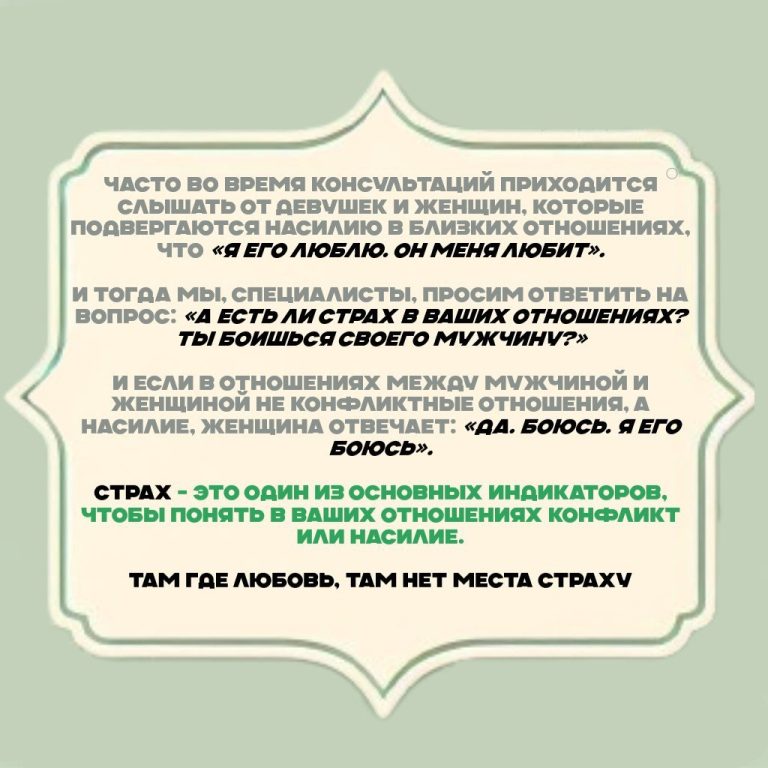 ЧАСТО ВО ВРЕМЯ КОНСУЛЬТАЦИЙ ПРИХОДИТСЯ
СЛЫШАТЬ ОТ ДЕВУШЕК И ЖЕНЩИН, КОТОРЫЕ
ПОДВЕРГАЮТСЯ НАСИЛИЮ В БЛИЗКИХ ОТНОШЕНИЯХ,
ЧТО «Я ЕГО ЛЮБЛЮ. ОН МЕНЯ ЛЮБИТ».
И ТОГДА МЫ, СПЕЦИАЛИСТЫ, ПРОСИМ ОТВЕТИТЬ НА
ВОПРОС: «А ЕСТЬ ЛИ СТРАХ В ВАШИХ ОТНОШЕНИЯХ?
ТЫ БОИШЬСЯ СВОЕГО МУЖЧИНУ?»
И ЕСЛИ В ОТНОШЕНИЯХ МЕЖДУ МУЖЧИНОЙ И
ЖЕНЩИНОЙ НЕ КОНФЛИКТНЫЕ ОТНОШЕНИЯ, А
НАСИЛИЕ, ЖЕНЩИНА ОТВЕЧАЕТ: «ДА. БОЮСЬ. Я ЕГО
БОЮСЬ».
СТРАХ - ЭТО ОДИН ИЗ ОСНОВНЫХ ИНДИКАТОРОВ,
ЧТОБЫ ПОНЯТЬ В ВАШИХ ОТНОШЕНИЯХ КОНФЛИКТ
ИЛИ НАСИЛИЕ.
ТАМ ГДЕ ЛЮБОВЬ, ТАМ НЕТ МЕСТА СТРАХУ